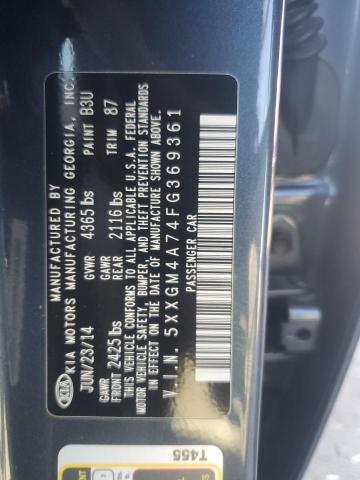 MANUFACTURED BY
KIA KIA MOTORS MANUFACTURING GEORGIA, INC.
JUN/23/14 GVWR 4365 lbs PAINT B3U
GAWR FRONT 2425 lbs GAWR REAR 2116 lbs TRIM 87
THIS VEHICLE CONFORMS TO ALL APPLICABLE U.S.A. FEDERAL
MOTOR VEHICLE SAFETY, BUMPER, AND THEFT PREVENTION STANDARDS
IN EFFECT ON THE DATE OF MANUFACTURE SHOWN ABOVE.
V.I.N. 5XXGM4A74FG369361
PASSENGER CAR
T455